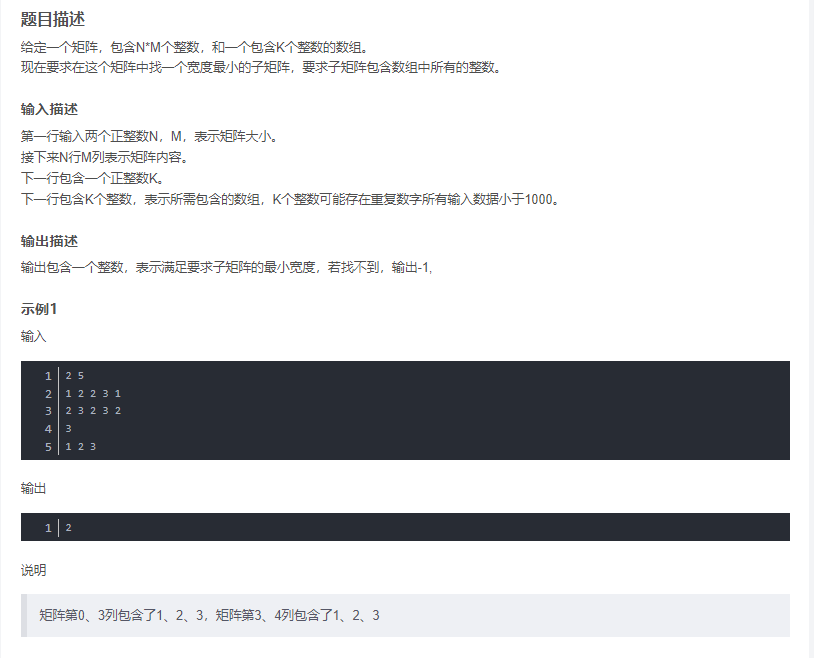 题目描述
给定一个矩阵，包含N*M个整数，和一个包含K个整数的数组。
现在要求在这个矩阵中找一个宽度最小的子矩阵，要求子矩阵包含数组中所有的整数。
输入描述
第一行输入两个正整数N，M，表示矩阵大小。
接下来N行M列表示矩阵内容。
下一行包含一个正整数K。
下一行包含K个整数，表示所需包含的数组，K个整数可能存在重复数字所有输入数据小于1000。
输出描述
输出包含一个整数，表示满足要求子矩阵的最小宽度，若找不到，输出-1,
示例1
输入
1 2 5
2 1 2 2 3 1
3 2 3 2 3 2
4 3
5 1 2 3
输出
1 2
说明
矩阵第0、3列包含了1、2、3，矩阵第3、4列包含了1、2、3